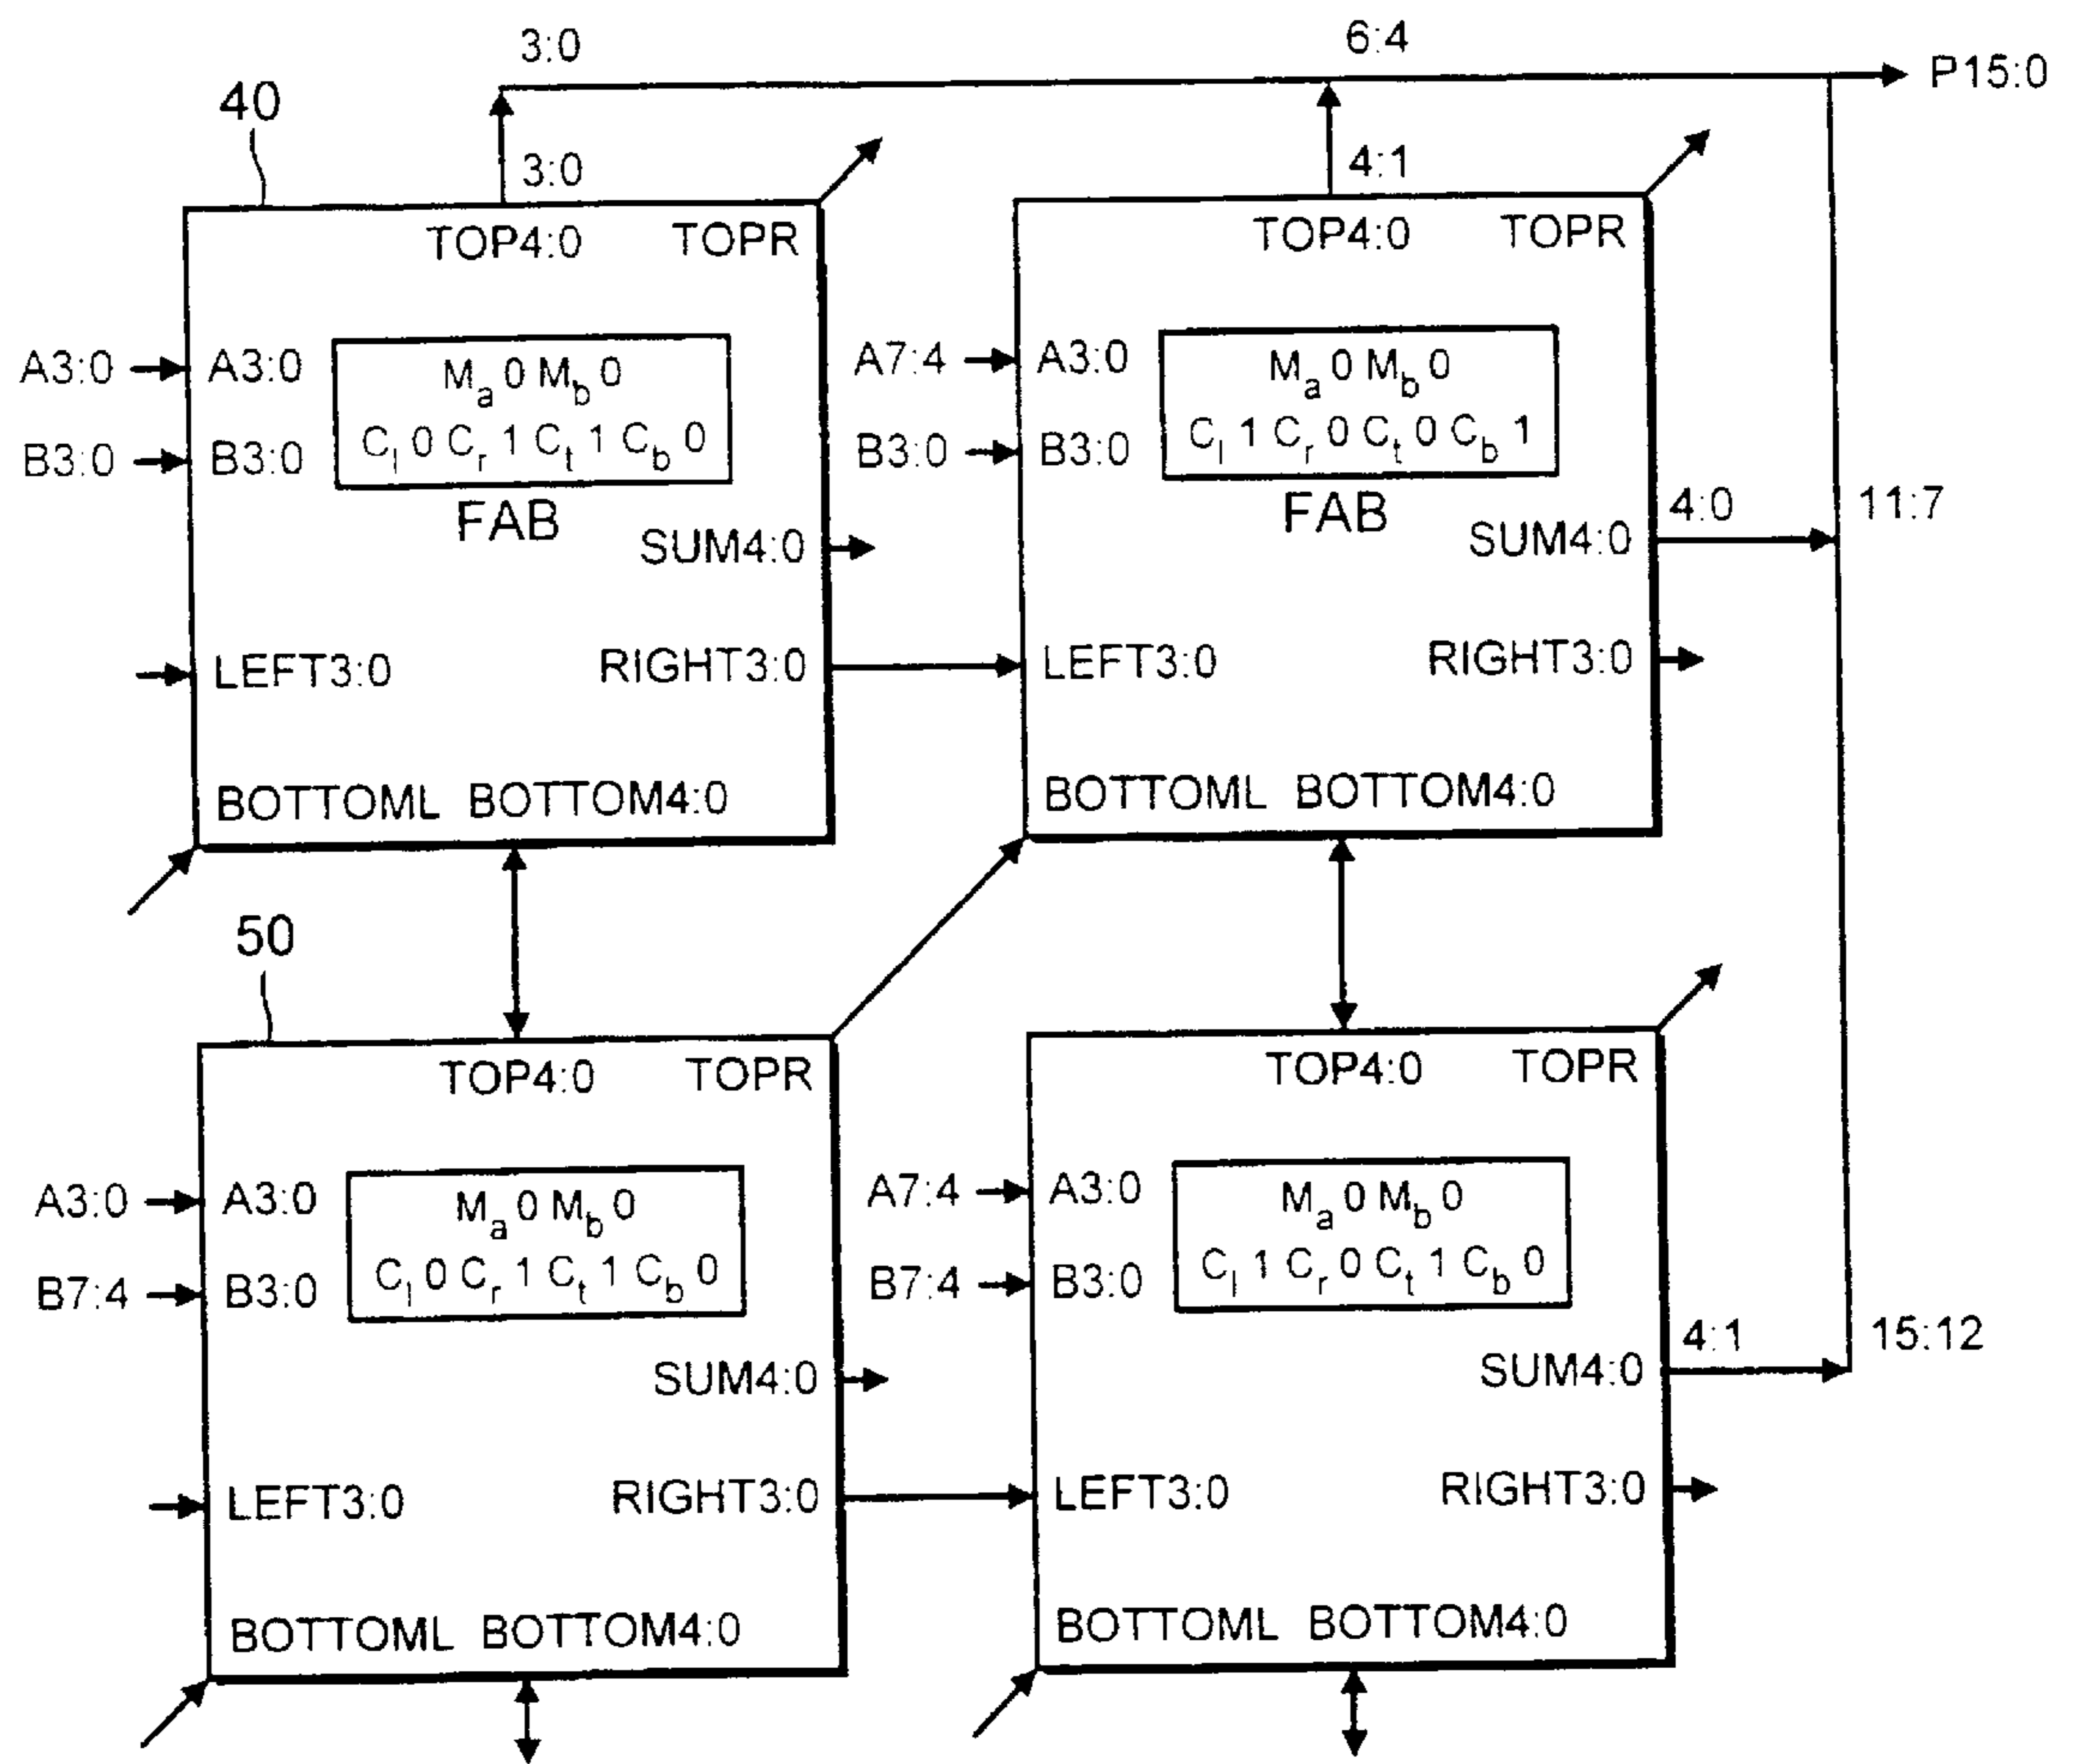 3:0
6:4
P15:0
40
3:0
4:1
TOP4:0 TOPR
TOP4:0 TOPR
A3:0 A3:0
Ma 0 Mb 0
A7:4 A3:0
Ma 0 Mb 0
B3:0 B3:0
Cl 0 Cr 1 Ct 1 Cb 0
B3:0 B3:0
Cl 1 Cr 0 Ct 0 Cb 1
FAB
FAB
4:0
11:7
SUM4:0
SUM4:0
LEFT3:0 RIGHT3:0
LEFT3:0 RIGHT3:0
BOTTOML BOTTOM4:0
BOTTOML BOTTOM4:0
50
TOP4:0 TOPR
TOP4:0 TOPR
A3:0 A3:0
Ma 0 Mb 0
A7:4 A3:0
Ma 0 Mb 0
B7:4 B3:0
Cl 0 Cr 1 Ct 1 Cb 0
B7:4 B3:0
Cl 1 Cr 0 Ct 1 Cb 0
4:1
15:12
SUM4:0
SUM4:0
LEFT3:0 RIGHT3:0
LEFT3:0 RIGHT3:0
BOTTOML BOTTOM4:0
BOTTOML BOTTOM4:0